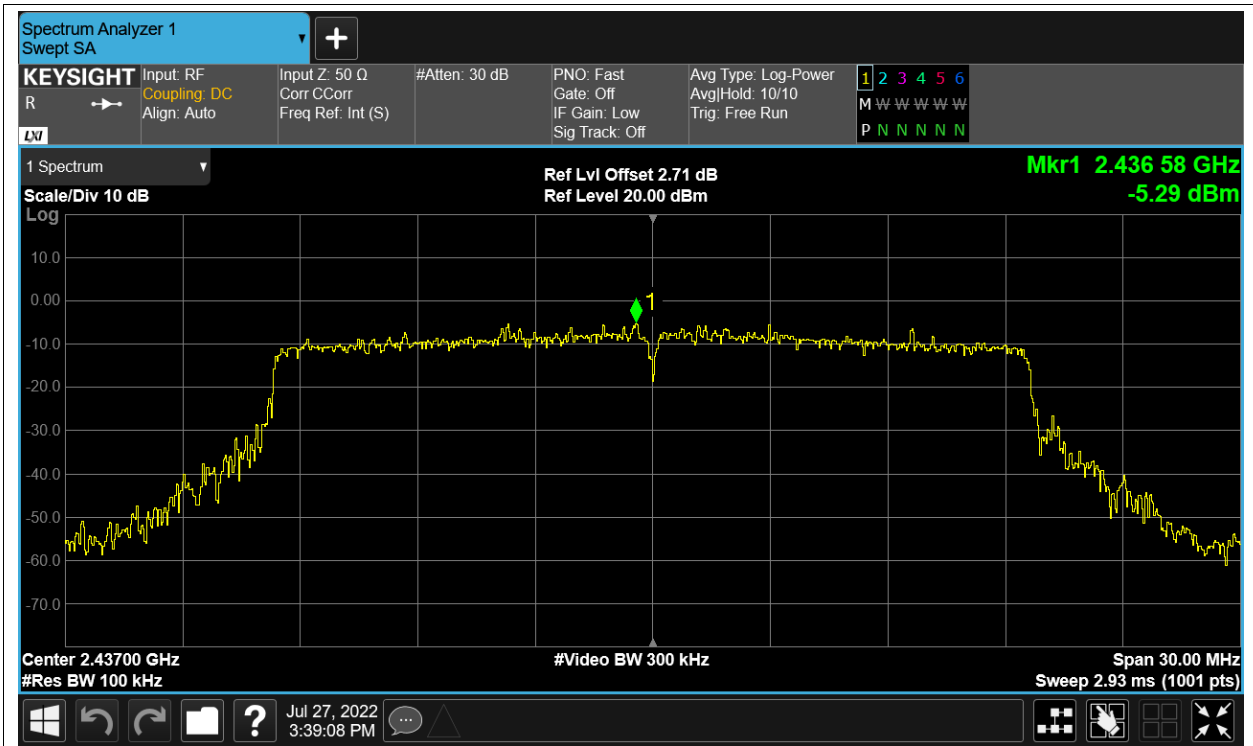 Spectrum Analyzer 1
Swept SA
+
KEYSIGHT Input: RF Input Z: 50 Ω #Atten: 30 dB PNO: Fast Avg Type: Log-Power 1 2 3 4 5 6
R Coupling: DC Corr CCorr Gate: Off Avg|Hold: 10/10 M W W W W W
Align: Auto Freq Ref: Int (S) IF Gain: Low Trig: Free Run
LXI Sig Track: Off P N N N N N
1 Spectrum Ref Lvl Offset 2.71 dB Mkr1 2.436 58 GHz
Scale/Div 10 dB Ref Level 20.00 dBm -5.29 dBm
Log
10.0
0.00
1
-10.0
-20.0
-30.0
-40.0
-50.0
-60.0
-70.0
Center 2.43700 GHz #Video BW 300 kHz Span 30.00 MHz
#Res BW 100 kHz Sweep 2.93 ms (1001 pts)
? Jul 27, 2022
3:39:08 PM